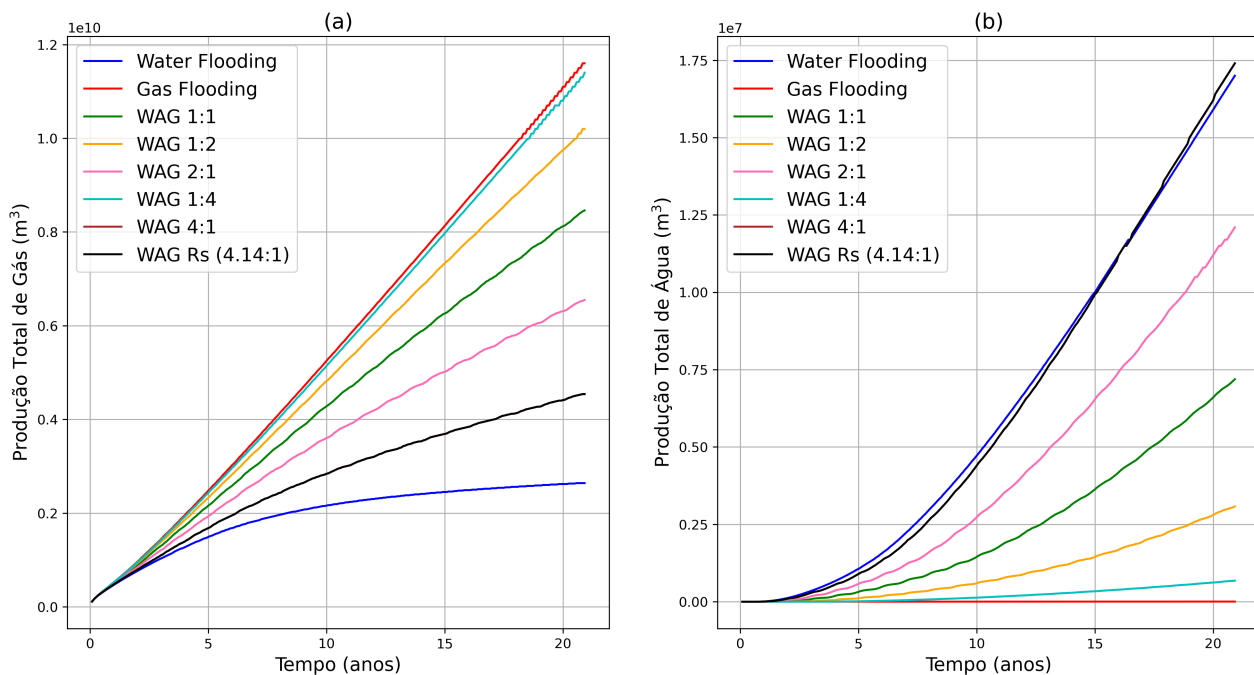 (a)
1e10
1.2
1.0
0.8
0.6
0.4
0.2
0.0
Produção Total de Gás (m³)
Water Flooding
Gas Flooding
WAG 1:1
WAG 1:2
WAG 2:1
WAG 1:4
WAG 4:1
WAG Rs (4.14:1)
0 5 10 15 20
Tempo (anos)
(b)
1e7
1.75
1.50
1.25
1.00
0.75
0.50
0.25
0.00
Produção Total de Água (m³)
Water Flooding
Gas Flooding
WAG 1:1
WAG 1:2
WAG 2:1
WAG 1:4
WAG 4:1
WAG Rs (4.14:1)
0 5 10 15 20
Tempo (anos)